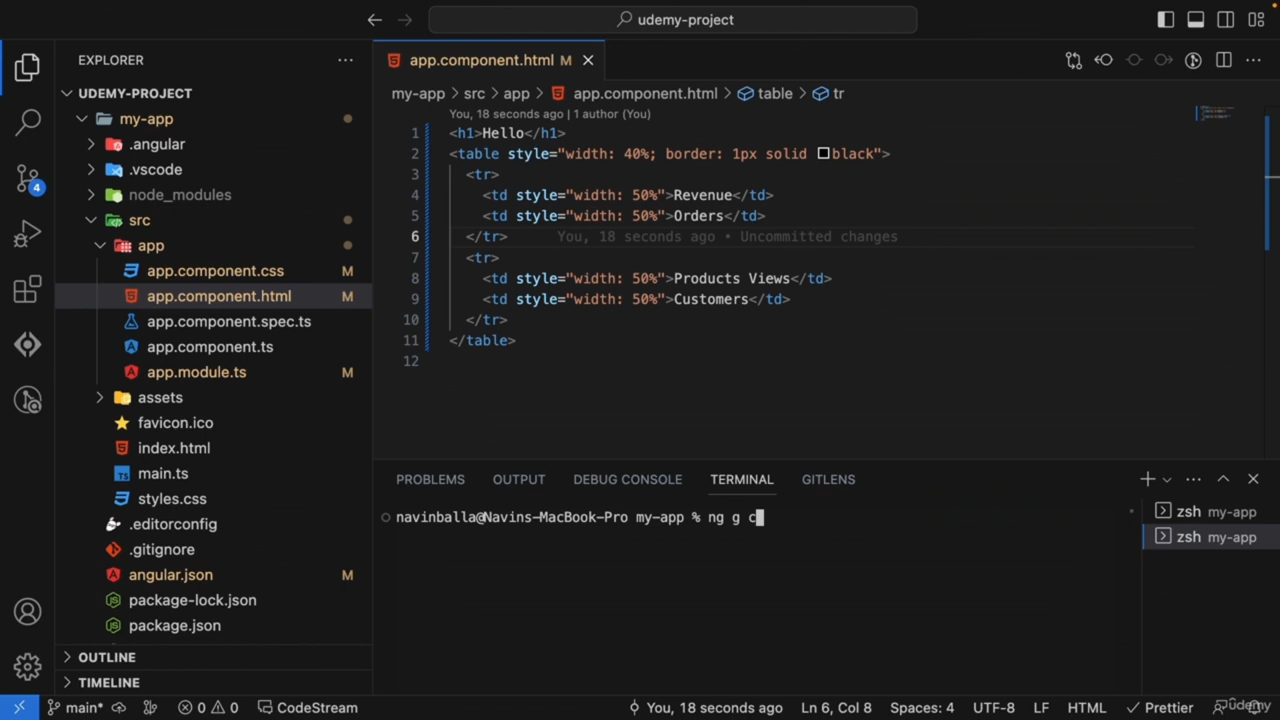 udemy-project
EXPLORER
UDEMY-PROJECT
my-app
.angular
.vscode
node_modules
src
app
app.component.css M
app.component.html M
app.component.spec.ts
app.component.ts
app.module.ts M
assets
favicon.ico
index.html
main.ts
styles.css
.editorconfig
.gitignore
angular.json M
package-lock.json
package.json
OUTLINE
TIMELINE
4
app.component.html M
my-app > src > app > app.component.html > table > tr
You, 18 seconds ago | 1 author (You)
1 <h1>Hello</h1>
2 <table style="width: 40%; border: 1px solid black">
3 <tr>
4 <td style="width: 50%">Revenue</td>
5 <td style="width: 50%">Orders</td>
6 </tr> You, 18 seconds ago • Uncommitted changes
7 <tr>
8 <td style="width: 50%">Products Views</td>
9 <td style="width: 50%">Customers</td>
10 </tr>
11 </table>
12
PROBLEMS OUTPUT DEBUG CONSOLE TERMINAL GITLENS
navinballa@Navins-MacBook-Pro my-app % ng g c
zsh my-app
zsh my-app
main* 0 0 CodeStream You, 18 seconds ago Ln 6, Col 8 Spaces: 4 UTF-8 LF HTML Prettier
Udemy